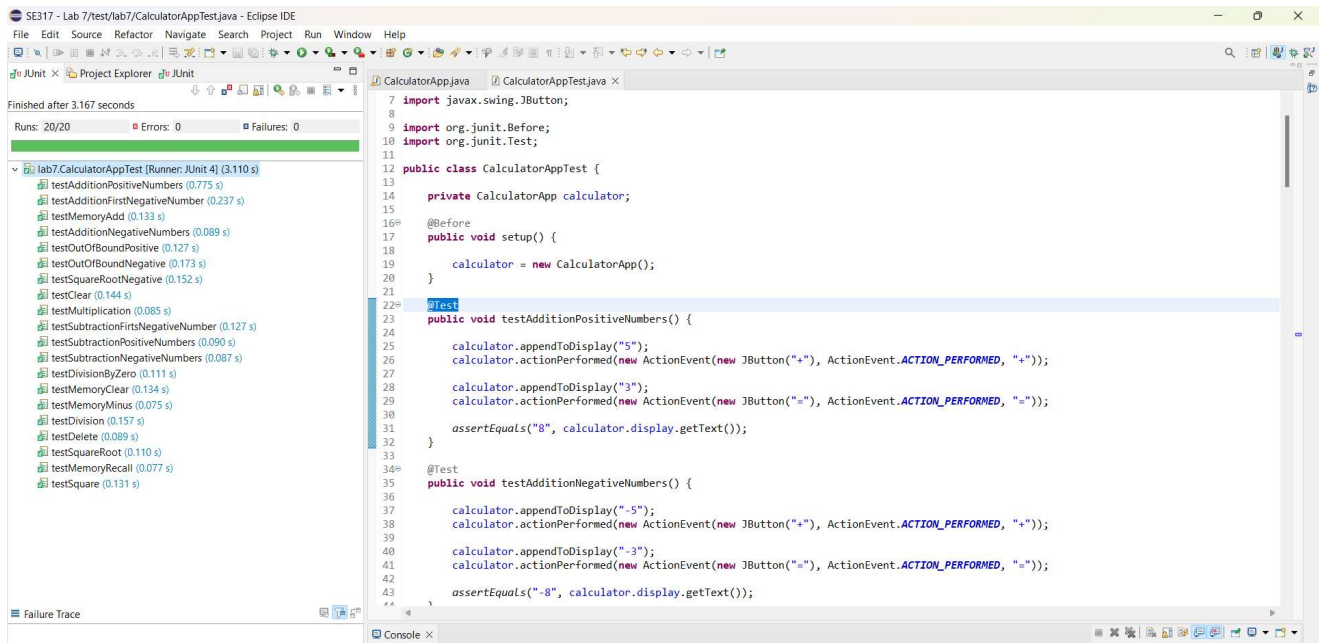 SE317 - Lab 7/test/lab7/CalculatorAppTest.java - Eclipse IDE
File Edit Source Refactor Navigate Search Project Run Window Help
JUnit Project Explorer JUnit
Finished after 3.167 seconds
Runs: 20/20 Errors: 0 Failures: 0
lab7.CalculatorAppTest [Runner: JUnit 4] (3.110 s)
testAdditionPositiveNumbers (0.775 s)
testAdditionFirstNegativeNumber (0.237 s)
testMemoryAdd (0.133 s)
testAdditionNegativeNumbers (0.089 s)
testOutOfBoundPositive (0.127 s)
testOutOfBoundNegative (0.173 s)
testSquareRootNegative (0.152 s)
testClear (0.144 s)
testMultiplication (0.085 s)
testSubtractionFirtsNegativeNumber (0.127 s)
testSubtractionPositiveNumbers (0.090 s)
testSubtractionNegativeNumbers (0.087 s)
testDivisionByZero (0.111 s)
testMemoryClear (0.134 s)
testMemoryMinus (0.075 s)
testDivision (0.157 s)
testDelete (0.089 s)
testSquareRoot (0.110 s)
testMemoryRecall (0.077 s)
testSquare (0.131 s)
Failure Trace
CalculatorApp.java CalculatorAppTest.java
7 import javax.swing.JButton;
8
9 import org.junit.Before;
10 import org.junit.Test;
11
12 public class CalculatorAppTest {
13
14 private CalculatorApp calculator;
15
16 @Before
17 public void setup() {
18
19 calculator = new CalculatorApp();
20 }
21
22 @Test
23 public void testAdditionPositiveNumbers() {
24
25 calculator.appendToDisplay("5");
26 calculator.actionPerformed(new ActionEvent(new JButton("+"), ActionEvent.ACTION_PERFORMED, "+"));
27
28 calculator.appendToDisplay("3");
29 calculator.actionPerformed(new ActionEvent(new JButton("="), ActionEvent.ACTION_PERFORMED, "="));
30
31 assertEquals("8", calculator.display.getText());
32 }
33
34 @Test
35 public void testAdditionNegativeNumbers() {
36
37 calculator.appendToDisplay("-5");
38 calculator.actionPerformed(new ActionEvent(new JButton("+"), ActionEvent.ACTION_PERFORMED, "+"));
39
40 calculator.appendToDisplay("-3");
41 calculator.actionPerformed(new ActionEvent(new JButton("="), ActionEvent.ACTION_PERFORMED, "="));
42
43 assertEquals("-8", calculator.display.getText());
Console